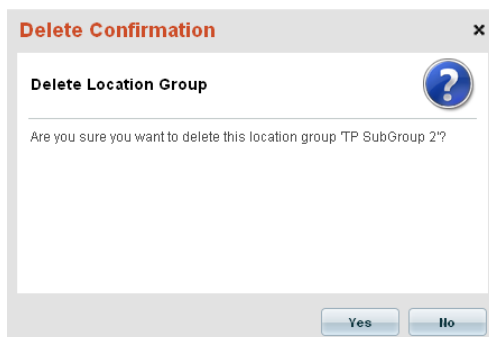 Delete Confirmation
Delete Location Group
Are you sure you want to delete this location group 'TP SubGroup 2'?
Yes
No